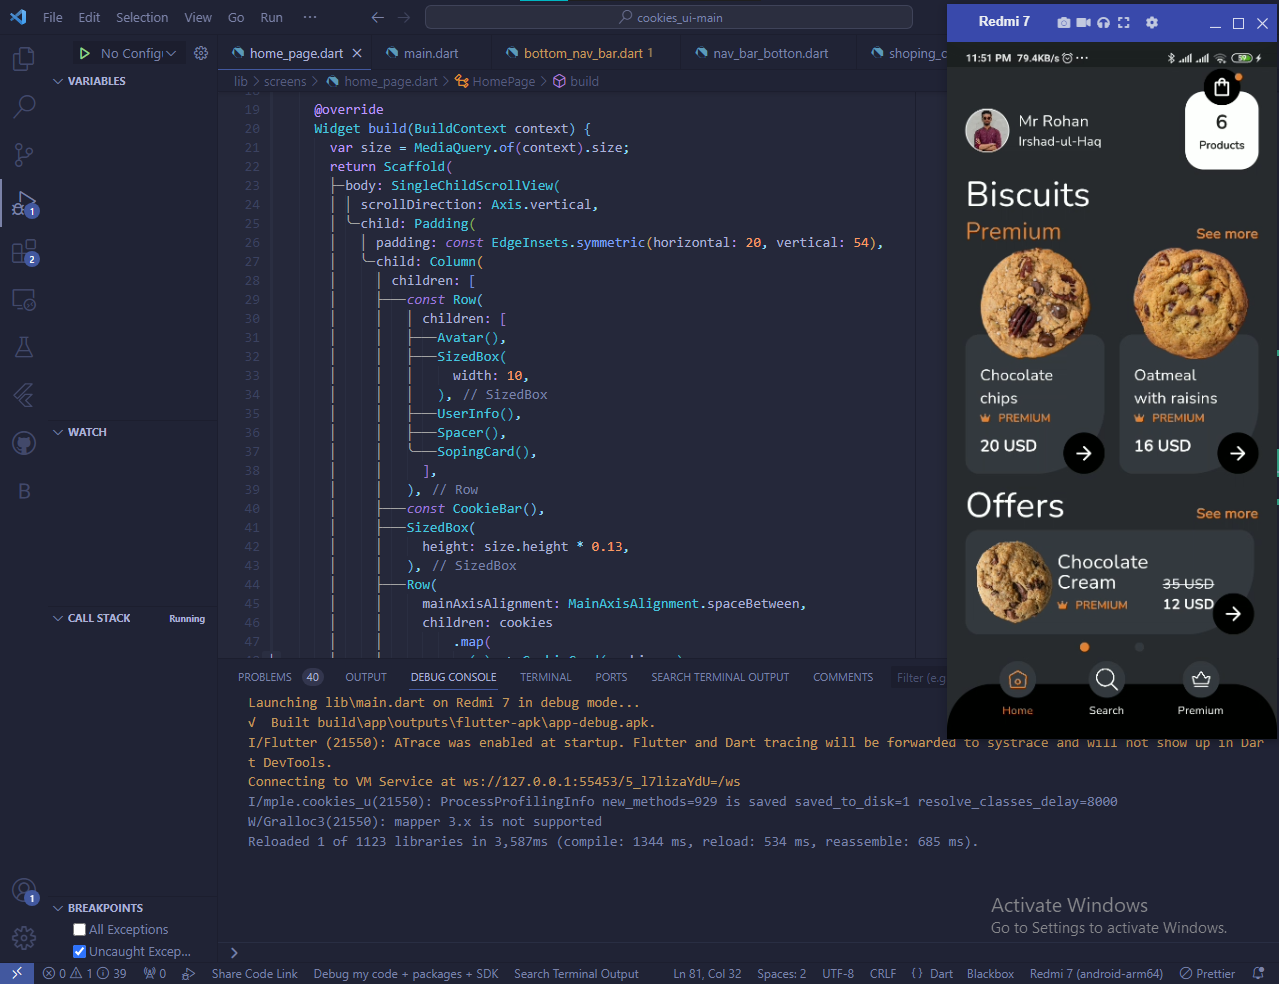 File Edit Selection View Go Run ···
cookies_ui-main
No Config
home_page.dart
main.dart
bottom_nav_bar.dart 1
nav_bar_botton.dart
shoping_c
lib > screens > home_page.dart > HomePage > build
VARIABLES
WATCH
CALL STACK Running
BREAKPOINTS
All Exceptions
Uncaught Excep...
1
2
B
1
19 @override
20 Widget build(BuildContext context) {
21 var size = MediaQuery.of(context).size;
22 return Scaffold(
23 body: SingleChildScrollView(
24 scrollDirection: Axis.vertical,
25 child: Padding(
26 padding: const EdgeInsets.symmetric(horizontal: 20, vertical: 54),
27 child: Column(
28 children: [
29 const Row(
30 children: [
31 Avatar(),
32 SizedBox(
33 width: 10,
34 ), // SizedBox
35 UserInfo(),
36 Spacer(),
37 SopingCard(),
38 ],
39 ), // Row
40 const CookieBar(),
41 SizedBox(
42 height: size.height * 0.13,
43 ), // SizedBox
44 Row(
45 mainAxisAlignment: MainAxisAlignment.spaceBetween,
46 children: cookies
47 .map(
PROBLEMS 40 OUTPUT DEBUG CONSOLE TERMINAL PORTS SEARCH TERMINAL OUTPUT COMMENTS Filter (e.g
Launching lib\main.dart on Redmi 7 in debug mode...
√ Built build\app\outputs\flutter-apk\app-debug.apk.
I/Flutter (21550): ATrace was enabled at startup. Flutter and Dart tracing will be forwarded to systrace and will not show up in Dar
t DevTools.
Connecting to VM Service at ws://127.0.0.1:55453/5_l7lizaYdU=/ws
I/mple.cookies_u(21550): ProcessProfilingInfo new_methods=929 is saved saved_to_disk=1 resolve_classes_delay=8000
W/Gralloc3(21550): mapper 3.x is not supported
Reloaded 1 of 1123 libraries in 3,587ms (compile: 1344 ms, reload: 534 ms, reassemble: 685 ms).
Redmi 7
11:51 PM 79.4KB/s ··· 59
Mr Rohan
Irshad-ul-Haq
6
Products
Biscuits
Premium
See more
Chocolate
chips
PREMIUM
20 USD
Oatmeal
with raisins
PREMIUM
16 USD
Offers
See more
Chocolate
Cream
PREMIUM
35 USD
12 USD
Home
Search
Premium
Activate Windows
Go to Settings to activate Windows.
0 1 39 0 Share Code Link Debug my code + packages + SDK Search Terminal Output Ln 81, Col 32 Spaces: 2 UTF-8 CRLF { } Dart Blackbox Redmi 7 (android-arm64) Prettier